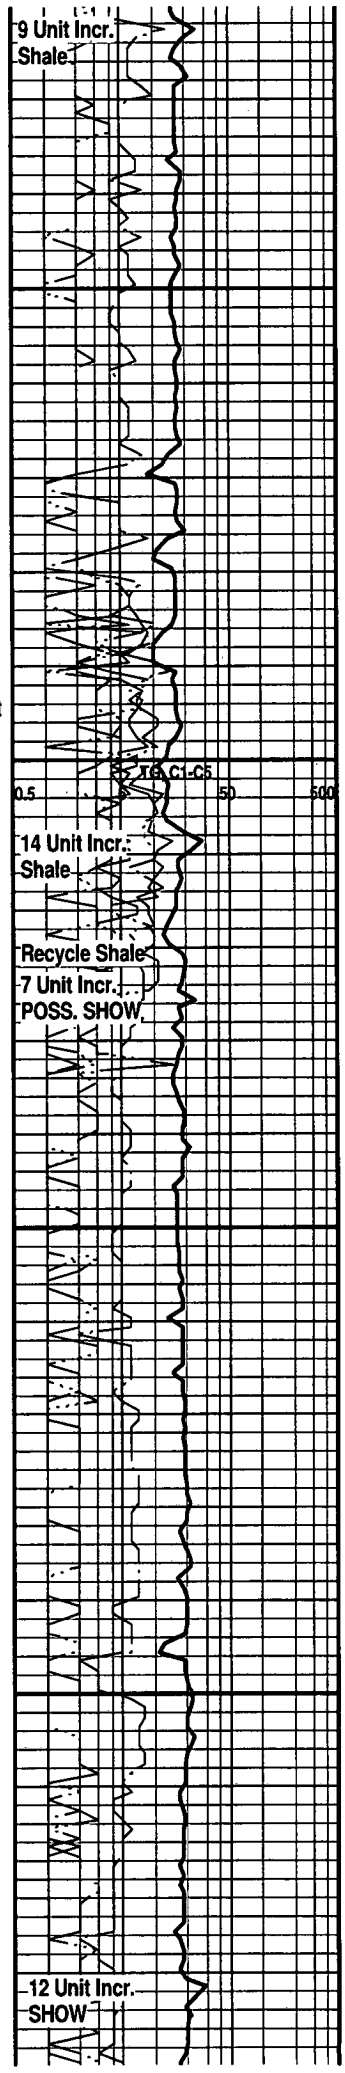 9 Unit Incr.
Shale
TG, C1-C5
0.5 50 500
14 Unit Incr.
Shale
Recycle Shale
7 Unit Incr.
POSS. SHOW
12 Unit Incr.
SHOW